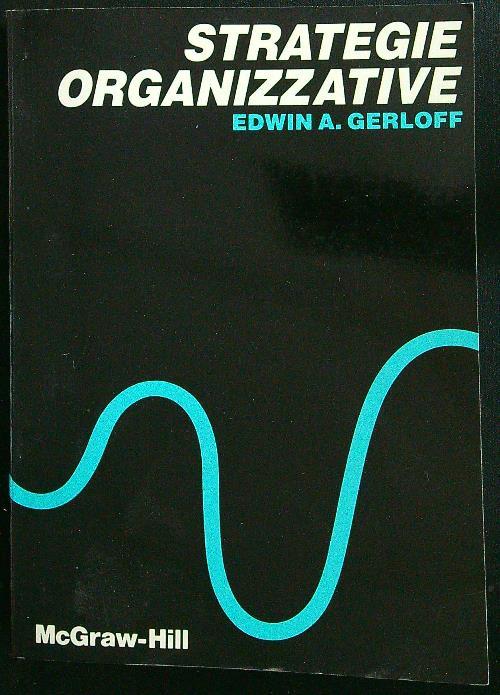 STRATEGIE
ORGANIZZATIVE
EDWIN A. GERLOFF
McGraw-Hill